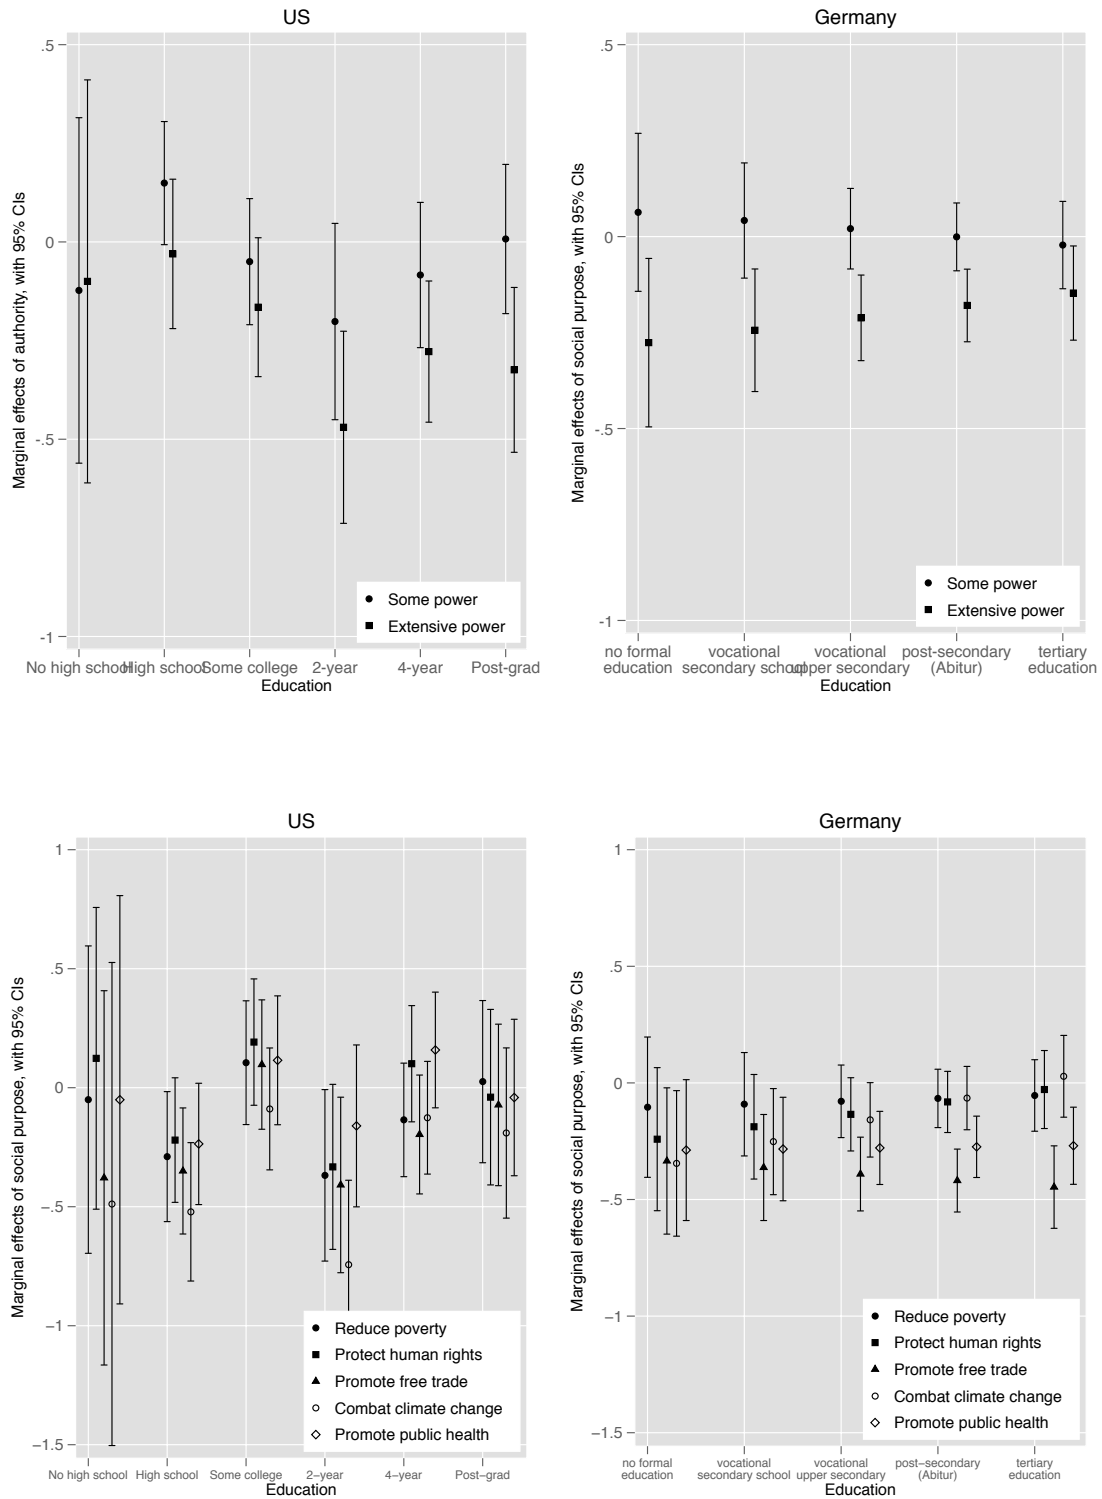 US
Marginal effects of authority, with 95% CIs
.5
0
-.5
-1
No high school High school Some college 2-year 4-year Post-grad
Education
Some power
Extensive power
Germany
Marginal effects of social purpose, with 95% CIs
.5
0
-.5
-1
no formal education
vocational secondary school
vocational upper secondary
post-secondary (Abitur)
tertiary education
Education
Some power
Extensive power
US
Marginal effects of social purpose, with 95% CIs
1
.5
0
−.5
−1
−1.5
No high school High school Some college 2−year 4−year Post−grad
Education
Reduce poverty
Protect human rights
Promote free trade
Combat climate change
Promote public health
Germany
Marginal effects of social purpose, with 95% CIs
1
.5
0
−.5
−1
−1.5
no formal education
vocational secondary school
vocational upper secondary
post−secondary (Abitur)
tertiary education
Education
Reduce poverty
Protect human rights
Promote free trade
Combat climate change
Promote public health